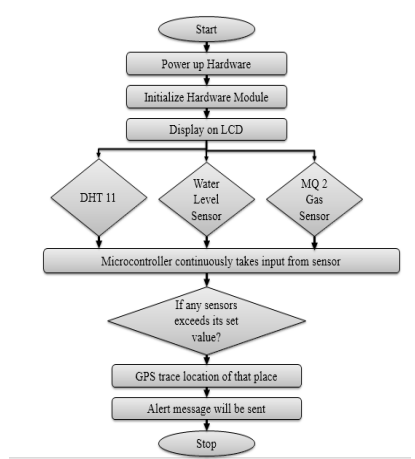 Start
Power up Hardware
Initialize Hardware Module
Display on LCD
DHT 11
Water
Level
Sensor
MQ 2
Gas
Sensor
Microcontroller continuously takes input from sensor
If any sensors
exceeds its set
value?
GPS trace location of that place
Alert message will be sent
Stop